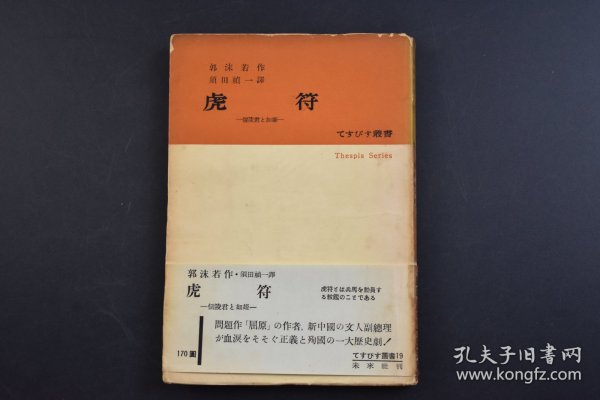 郭沫若作
須田禎一譯
虎符
―信陵君と如姫―
てすぴす叢書
Thespis Series
郭沫若作・須田禎一譯
虎符
―信陵君と如姫―
虎符とは兵馬を動員す
る割鑑のことである
問題作「屈原」の作者、新中國の文人副總理
が血涙をそそぐ正義と殉國の一大歴史劇！
170圓
てすぴす叢書19
未來社刊
孔夫子旧书网
www.kongfz.com